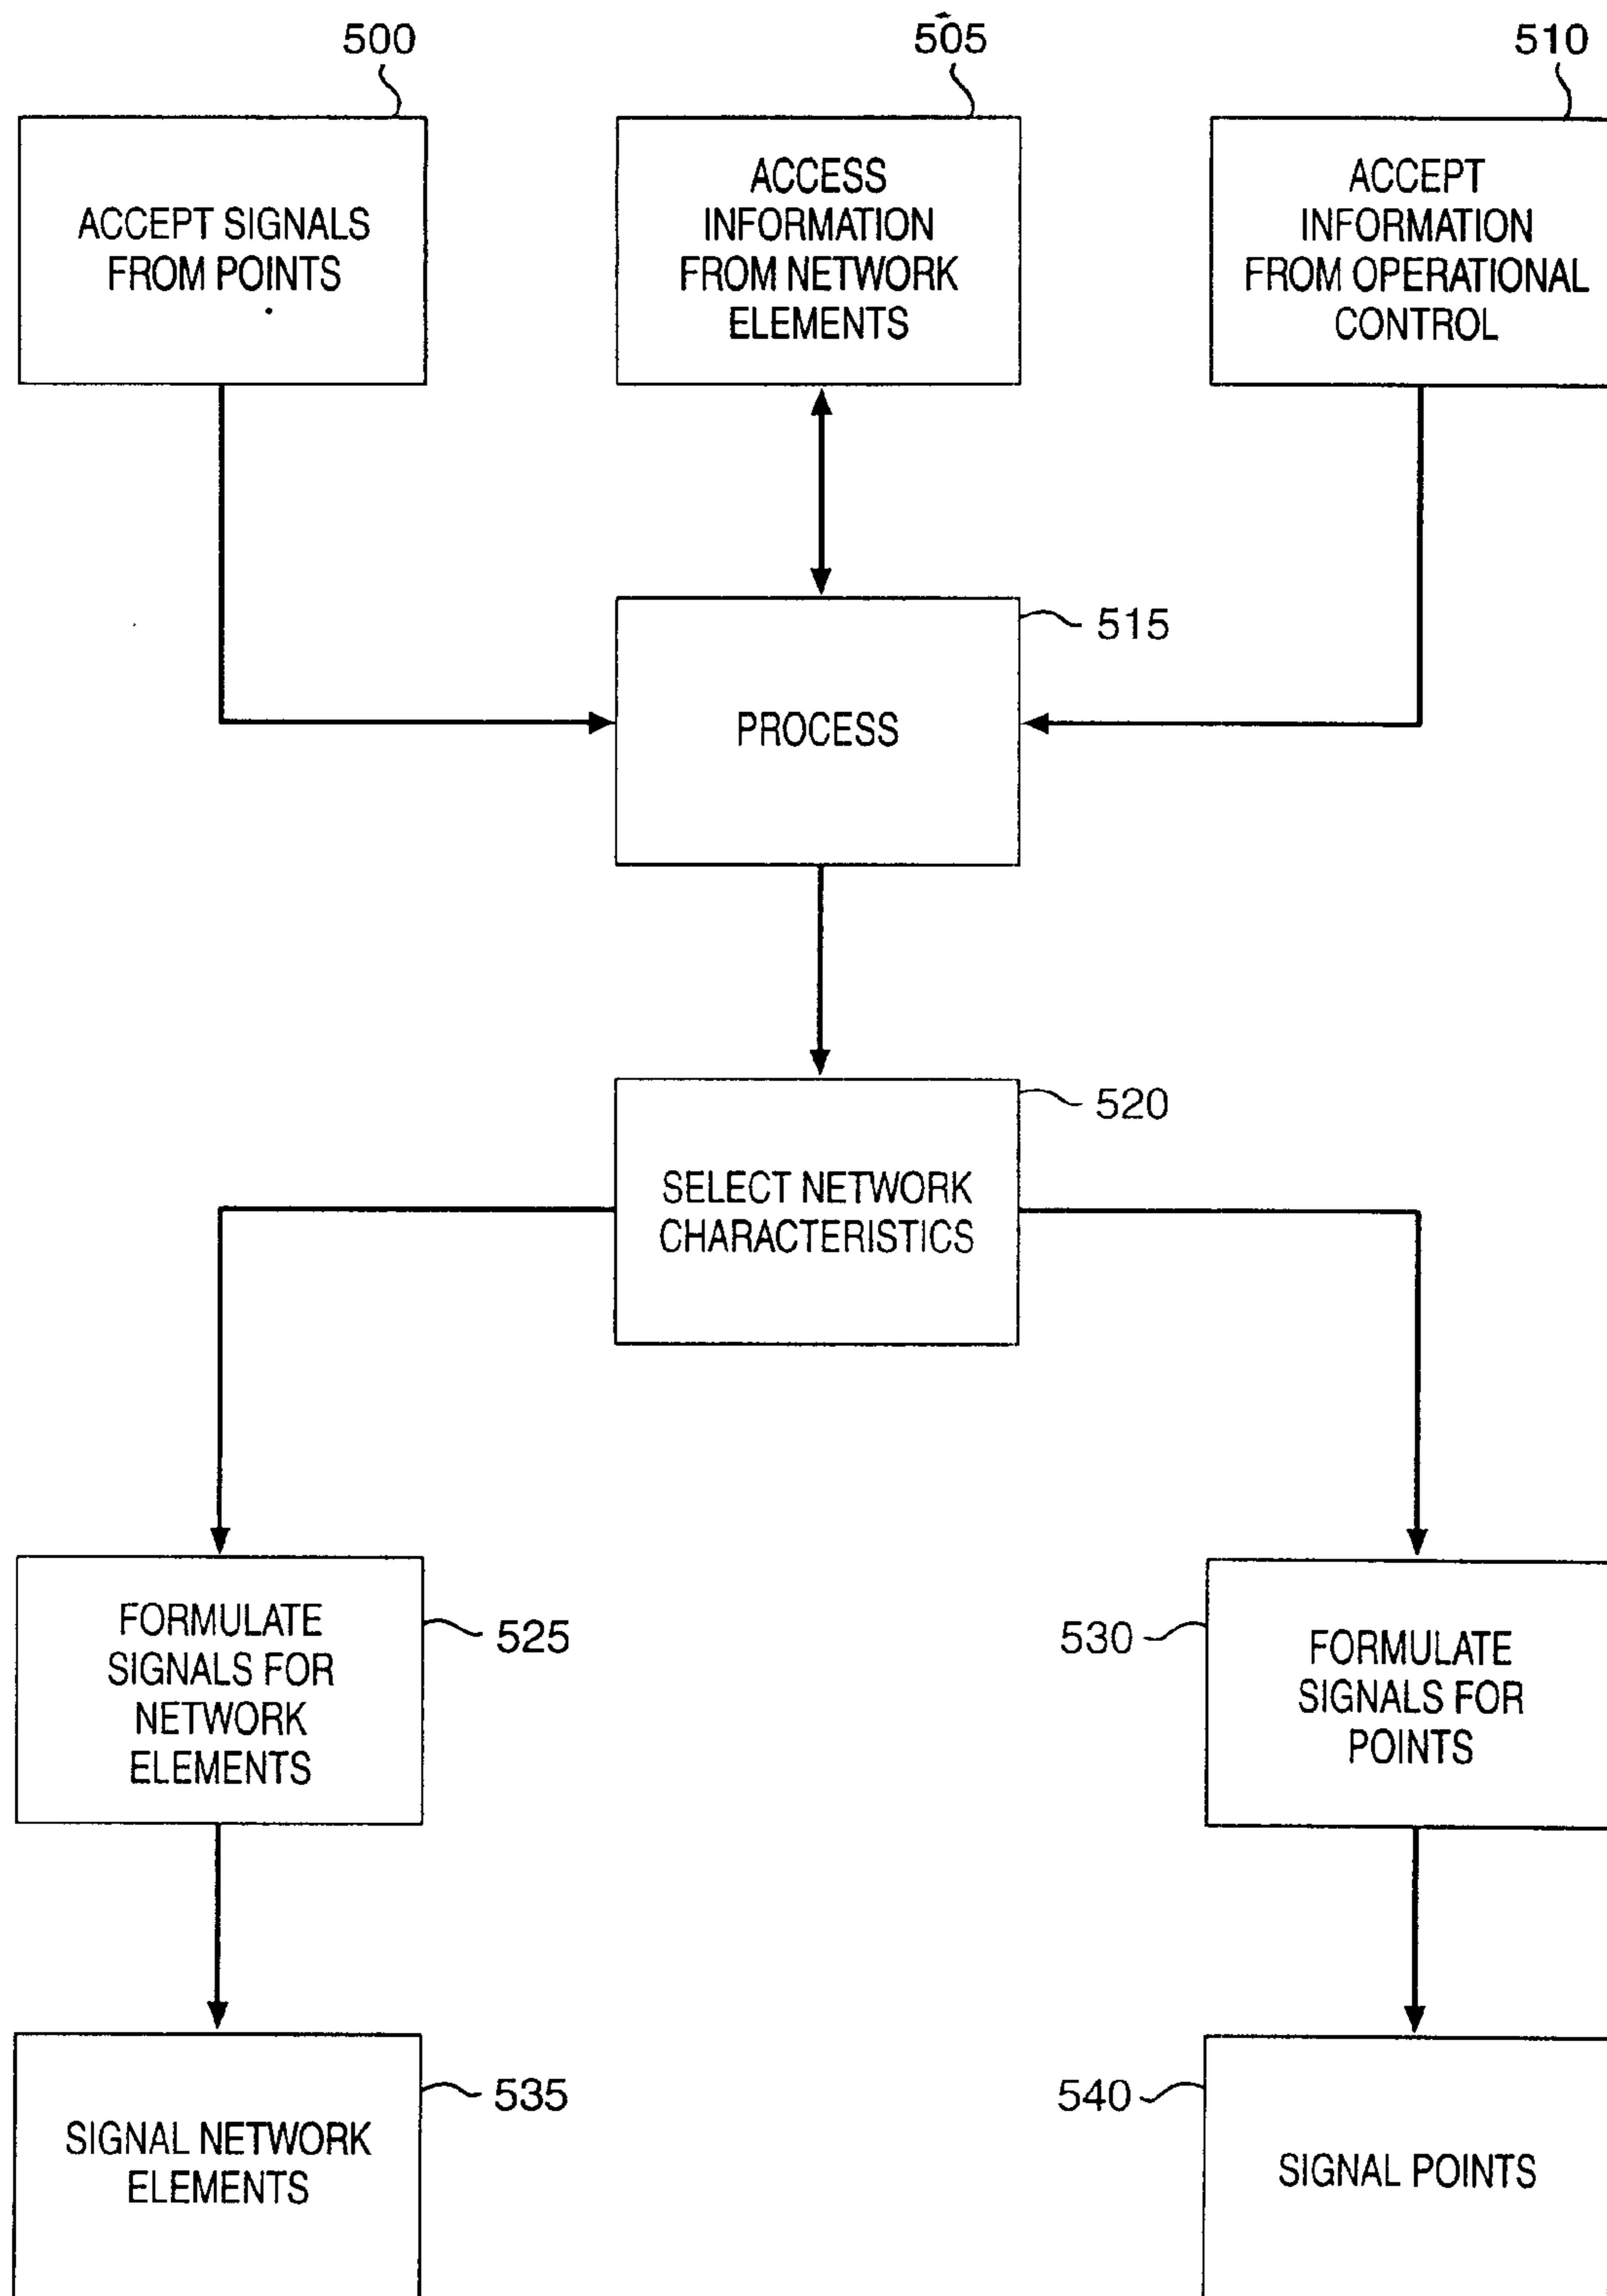 500
505
510
ACCEPT SIGNALS
FROM POINTS
ACCESS
INFORMATION
FROM NETWORK
ELEMENTS
ACCEPT
INFORMATION
FROM OPERATIONAL
CONTROL
515
PROCESS
520
SELECT NETWORK
CHARACTERISTICS
FORMULATE
SIGNALS FOR
NETWORK
ELEMENTS
525
530
FORMULATE
SIGNALS FOR
POINTS
535
SIGNAL NETWORK
ELEMENTS
540
SIGNAL POINTS